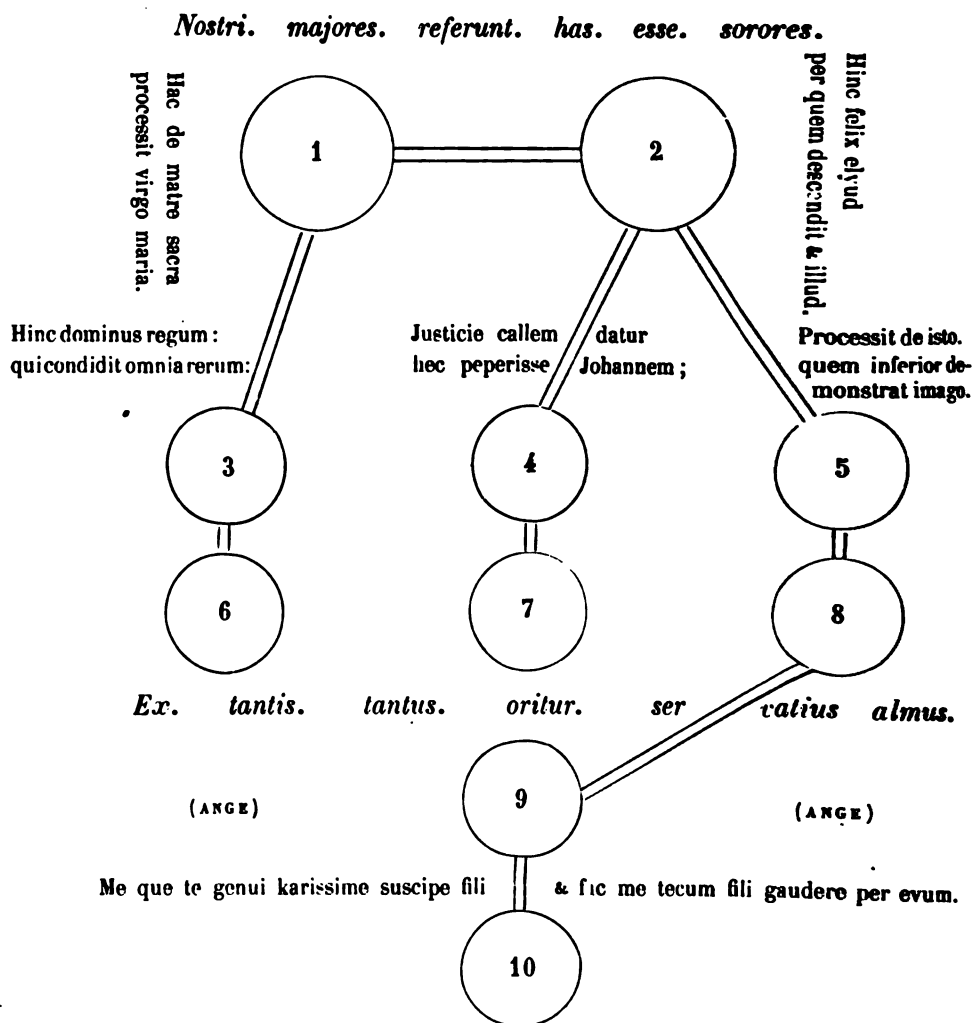 Nostri. majores. referunt. has. esse. sorores.
Hac de matre sacra
processit virgo maria.
1
2
Hinc felix elyud
per quem descendit & illud.
Hinc dominus regum :
qui condidit omnia rerum:
Justicie callem datur
hec peperisse Johannem ;
Processit de isto.
quem inferior de-
monstrat imago.
3
4
5
6
7
8
Ex. tantis. tantus. oritur. ser vatius almus.
9
(ANGE)
(ANGE)
Me que te genui karissime suscipe fili & fic me tecum fili gaudere per evum.
10